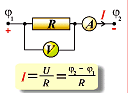 φ₁ R A I φ₂
+ V -
I = U/R = φ₂ - φ₁/R